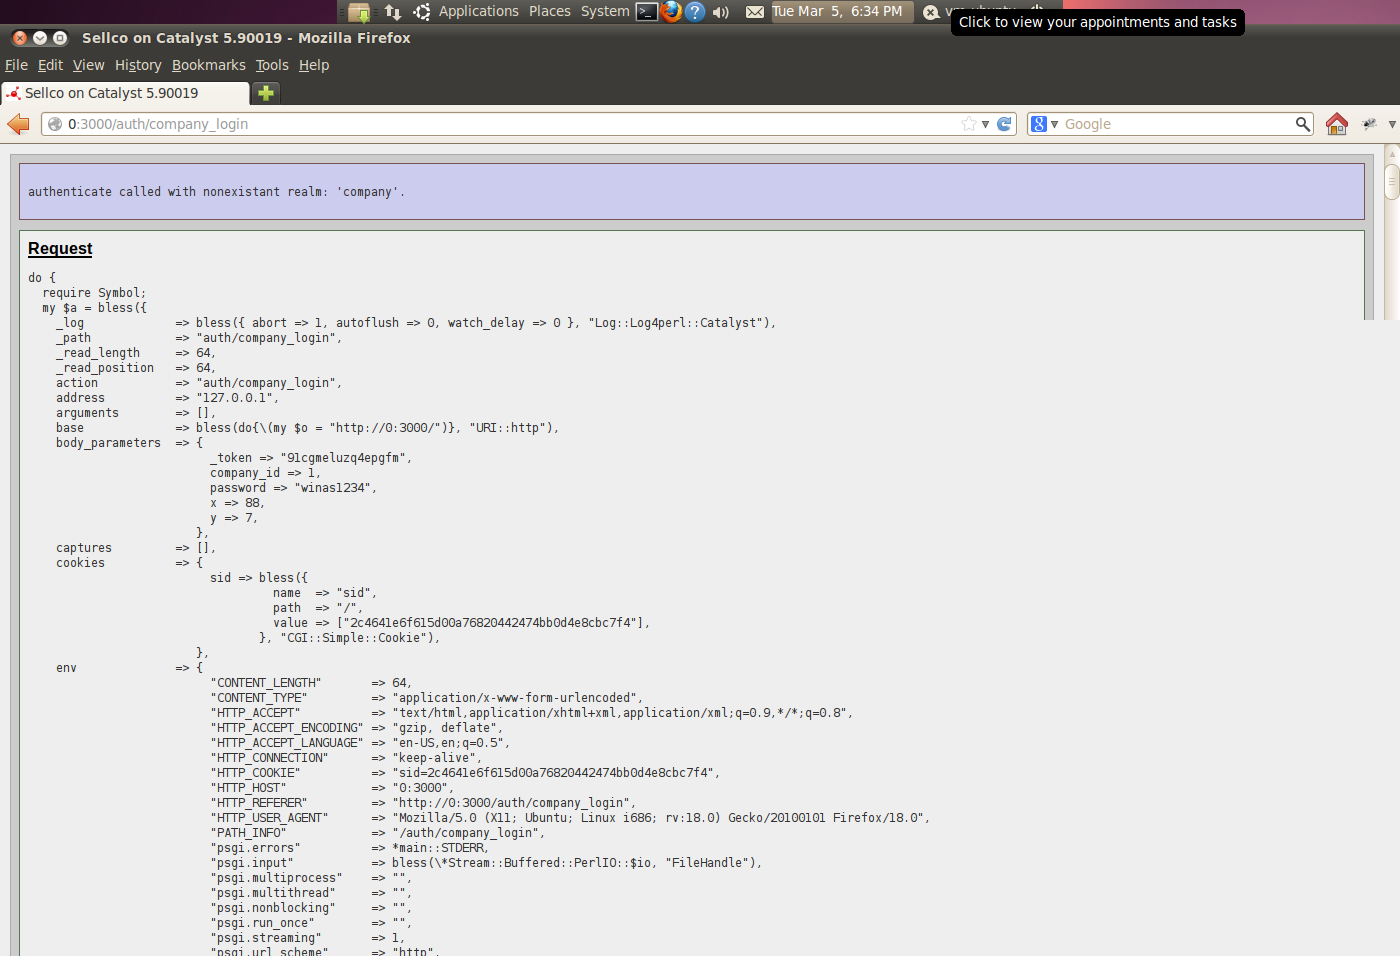 Applications Places System
Tue Mar 5, 6:34 PM
Click to view your appointments and tasks
Sellco on Catalyst 5.90019 - Mozilla Firefox
File Edit View History Bookmarks Tools Help
Sellco on Catalyst 5.90019
0:3000/auth/company_login
Google
authenticate called with nonexistant realm: 'company'.
Request
do {
require Symbol;
my $a = bless({
_log => bless({ abort => 1, autoflush => 0, watch_delay => 0 }, "Log::Log4perl::Catalyst"),
_path => "auth/company_login",
_read_length => 64,
_read_position => 64,
action => "auth/company_login",
address => "127.0.0.1",
arguments => [],
base => bless(do{\(my $o = "http://0:3000/")}, "URI::http"),
body_parameters => {
_token => "91cgmeluzq4epgfm",
company_id => 1,
password => "winas1234",
x => 88,
y => 7,
},
captures => [],
cookies => {
sid => bless({
name => "sid",
path => "/",
value => ["2c4641e6f615d00a76820442474bb0d4e8cbc7f4"],
}, "CGI::Simple::Cookie"),
},
env => {
"CONTENT_LENGTH" => 64,
"CONTENT_TYPE" => "application/x-www-form-urlencoded",
"HTTP_ACCEPT" => "text/html,application/xhtml+xml,application/xml;q=0.9,*/*;q=0.8",
"HTTP_ACCEPT_ENCODING" => "gzip, deflate",
"HTTP_ACCEPT_LANGUAGE" => "en-US,en;q=0.5",
"HTTP_CONNECTION" => "keep-alive",
"HTTP_COOKIE" => "sid=2c4641e6f615d00a76820442474bb0d4e8cbc7f4",
"HTTP_HOST" => "0:3000",
"HTTP_REFERER" => "http://0:3000/auth/company_login",
"HTTP_USER_AGENT" => "Mozilla/5.0 (X11; Ubuntu; Linux i686; rv:18.0) Gecko/20100101 Firefox/18.0",
"PATH_INFO" => "/auth/company_login",
"psgi.errors" => *main::STDERR,
"psgi.input" => bless(\*Stream::Buffered::PerlIO::$io, "FileHandle"),
"psgi.multiprocess" => "",
"psgi.multithread" => "",
"psgi.nonblocking" => "",
"psgi.run_once" => "",
"psgi.streaming" => 1,
"psgi.url_scheme" => "http",